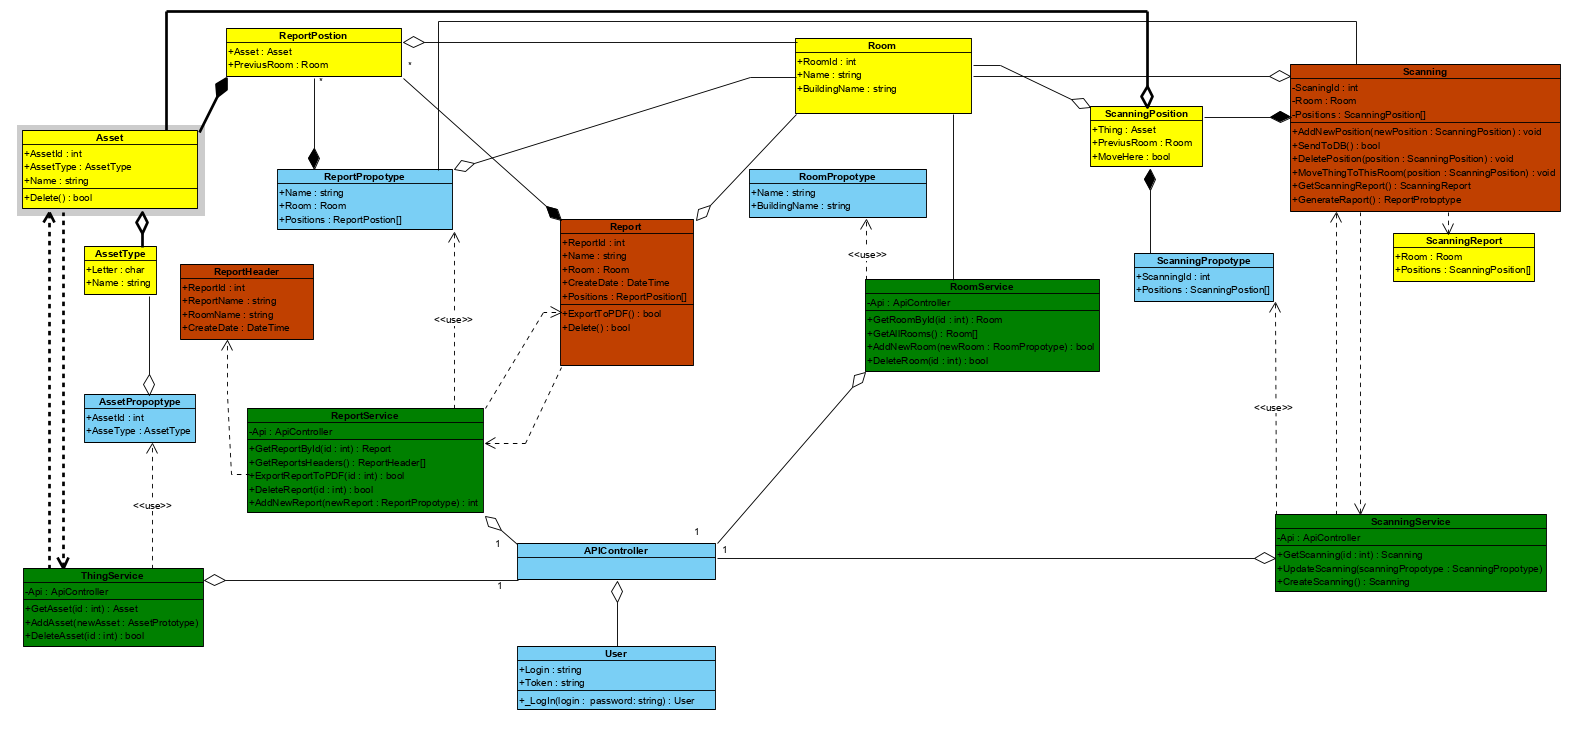 ReportPostion
+Asset : Asset
+PreviusRoom : Room
*
*
Room
+RoomId : int
+Name : string
+BuildingName : string
Scanning
-ScaningId : int
-Room : Room
-Positions : ScanningPosition[]
+AddNewPosition(newPosition : ScanningPosition) : void
+SendToDB() : bool
+DeletePosition(position : ScanningPosition) : void
+MoveThingToThisRoom(position : ScanningPosition) : void
+GetScanningReport() : ScanningReport
+GenerateRaport() : ReportProtoptype
ScanningPosition
+Thing : Asset
+PreviusRoom : Room
+MoveHere : bool
Asset
+AssetId : int
+AssetType : AssetType
+Name : string
+Delete() : bool
ReportPropotype
+Name : string
+Room : Room
+Positions : ReportPostion[]
RoomPropotype
+Name : string
+BuildingName : string
Report
+ReportId : int
+Name : string
+Room : Room
+CreateDate : DateTime
+Positions : ReportPosition[]
+ExportToPDF() : bool
+Delete() : bool
ScanningReport
+Room : Room
+Positions : ScanningPosition[]
AssetType
+Letter : char
+Name : string
ReportHeader
+ReportId : int
+ReportName : string
+RoomName : string
+CreateDate : DateTime
<<use>>
ScanningPropotype
+ScanningId : int
+Positions : ScanningPostion[]
RoomService
-Api : ApiController
+GetRoomById(id : int) : Room
+GetAllRooms() : Room[]
+AddNewRoom(newRoom : RoomPropotype) : bool
+DeleteRoom(id : int) : bool
<<use>>
AssetPropoptype
+AssetId : int
+AsseType : AssetType
ReportService
-Api : ApiController
+GetReportById(id : int) : Report
+GetReportsHeaders() : ReportHeader[]
+ExportReportToPDF(id : int) : bool
+DeleteReport(id : int) : bool
+AddNewReport(newReport : ReportPropotype) : int
<<use>>
<<use>>
1
1
1
1
APIController
ScanningService
-Api : ApiController
+GetScanning(id : int) : Scanning
+UpdateScanning(scanningPropotype : ScanningPropotype)
+CreateScanning() : Scanning
ThingService
-Api : ApiController
+GetAsset(id : int) : Asset
+AddAsset(newAsset : AssetPrototype)
+DeleteAsset(id : int) : bool
User
+Login : string
+Token : string
+_LogIn(login : password: string) : User